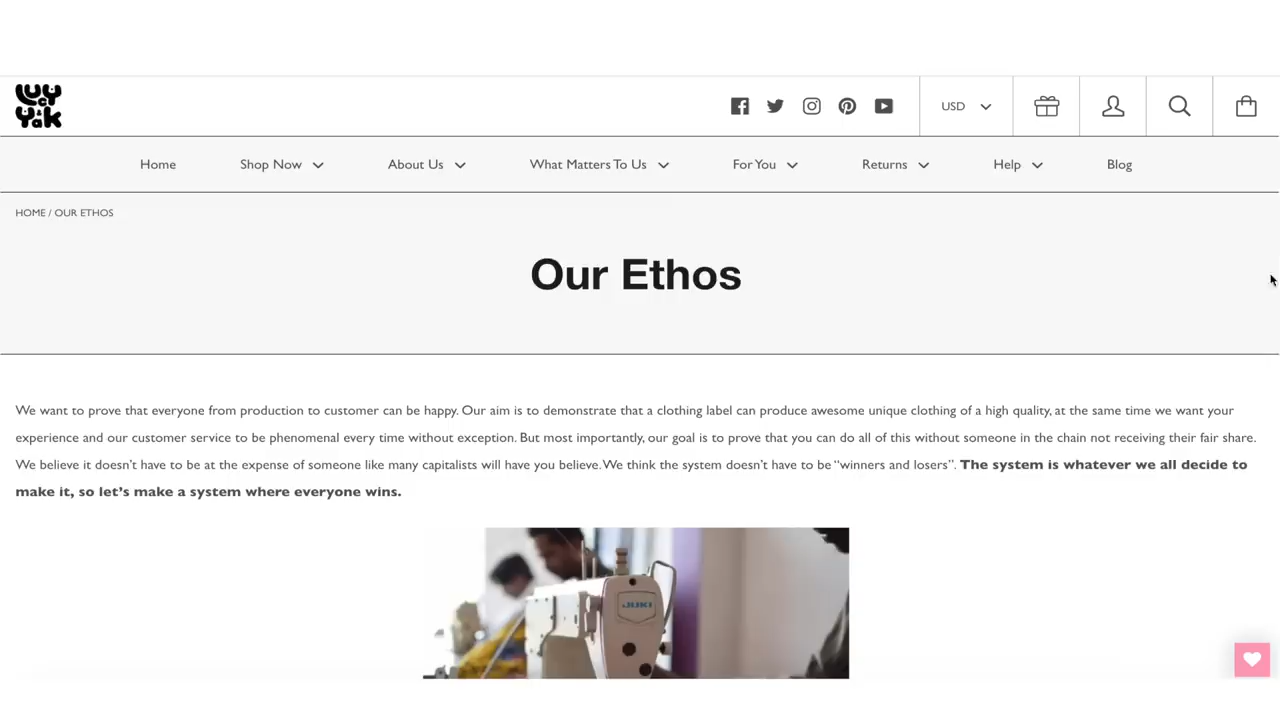 Lucy
& Yak
USD
Home Shop Now About Us What Matters To Us For You Returns Help Blog
HOME / OUR ETHOS
Our Ethos
We want to prove that everyone from production to customer can be happy. Our aim is to demonstrate that a clothing label can produce awesome unique clothing of a high quality, at the same time we want your
experience and our customer service to be phenomenal every time without exception. But most importantly, our goal is to prove that you can do all of this without someone in the chain not receiving their fair share.
We believe it doesn't have to be at the expense of someone like many capitalists will have you believe. We think the system doesn't have to be “winners and losers”. The system is whatever we all decide to
make it, so let's make a system where everyone wins.
JUKI